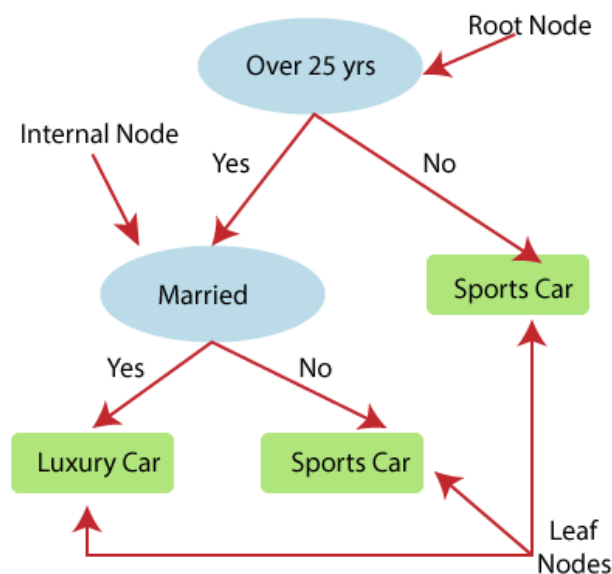 Root Node
Over 25 yrs
Internal Node
Yes
No
Married
Sports Car
Yes
No
Luxury Car
Sports Car
Leaf
Nodes